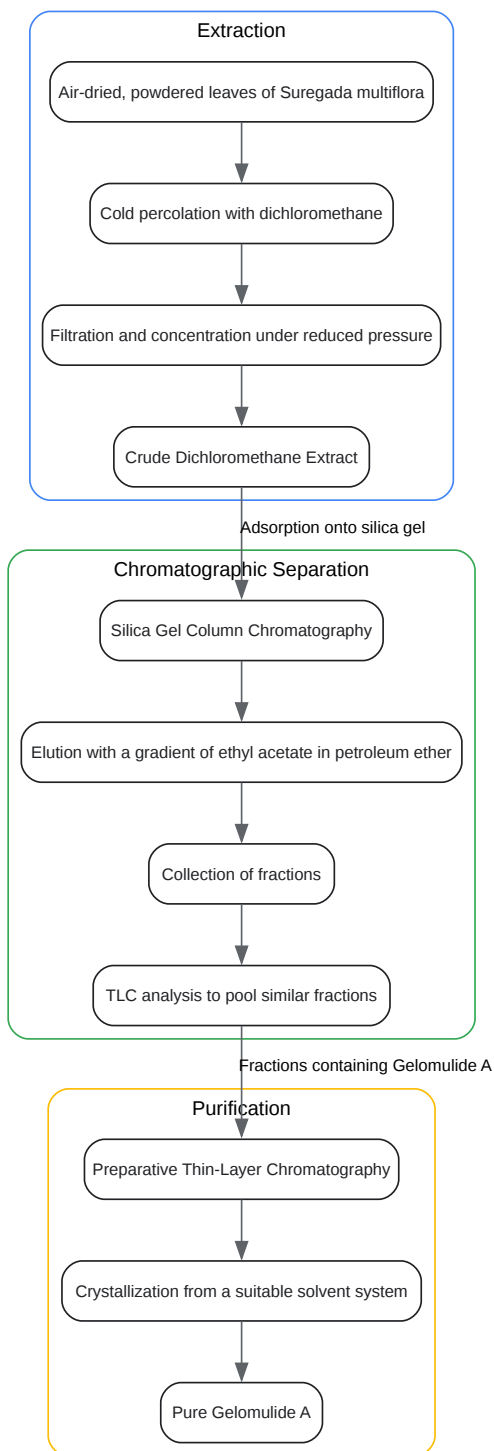 Extraction
Air-dried, powdered leaves of Suregada multiflora
Cold percolation with dichloromethane
Filtration and concentration under reduced pressure
Crude Dichloromethane Extract
Adsorption onto silica gel
Chromatographic Separation
Silica Gel Column Chromatography
Elution with a gradient of ethyl acetate in petroleum ether
Collection of fractions
TLC analysis to pool similar fractions
Fractions containing Gelomulide A
Purification
Preparative Thin-Layer Chromatography
Crystallization from a suitable solvent system
Pure Gelomulide A